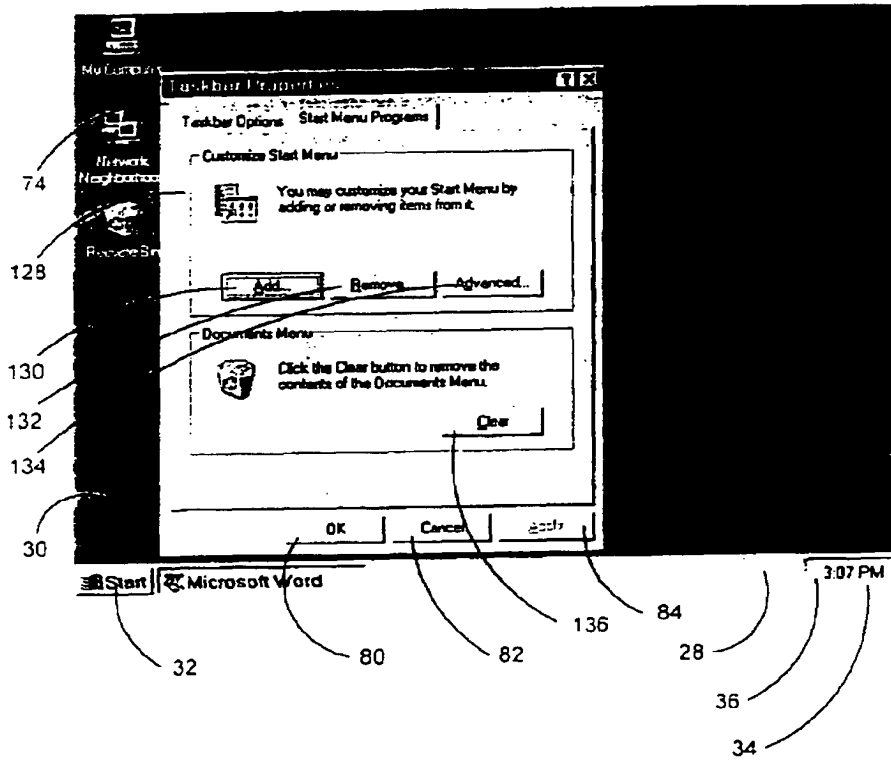 My Computer
Taskbar Properties
Taskbar Options Start Menu Programs
74
Network
Neighborhood
Customize Start Menu
You may customize your Start Menu by
adding or removing items from it.
128
Recycle Bin
Add... Remove... Advanced...
Documents Menu
130
Click the Clear button to remove the
contents of the Documents Menu.
132
Clear
134
30
OK Cancel Apply
Start Microsoft Word 3:07 PM
32 80 82 136 84 28
36
34